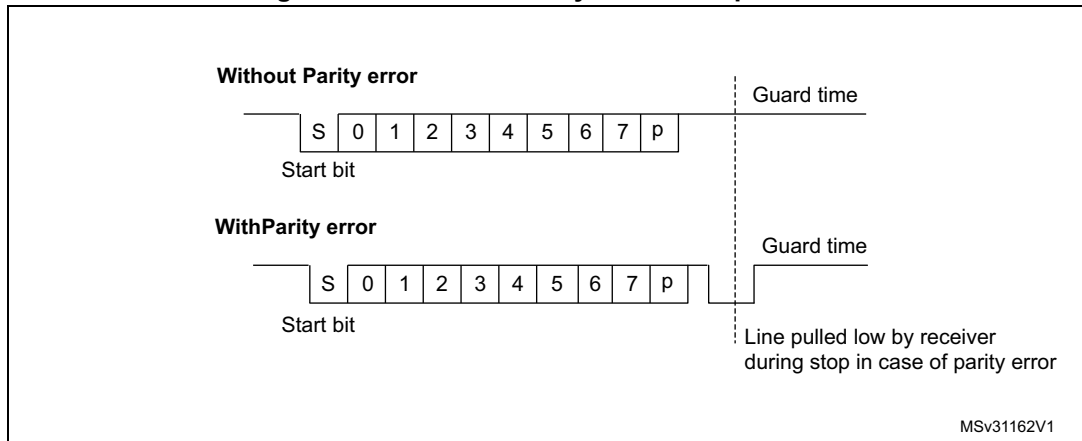 Without Parity error
Guard time
S 0 1 2 3 4 5 6 7 p
Start bit
WithParity error
Guard time
S 0 1 2 3 4 5 6 7 p
Start bit
Line pulled low by receiver
during stop in case of parity error
MSv31162V1